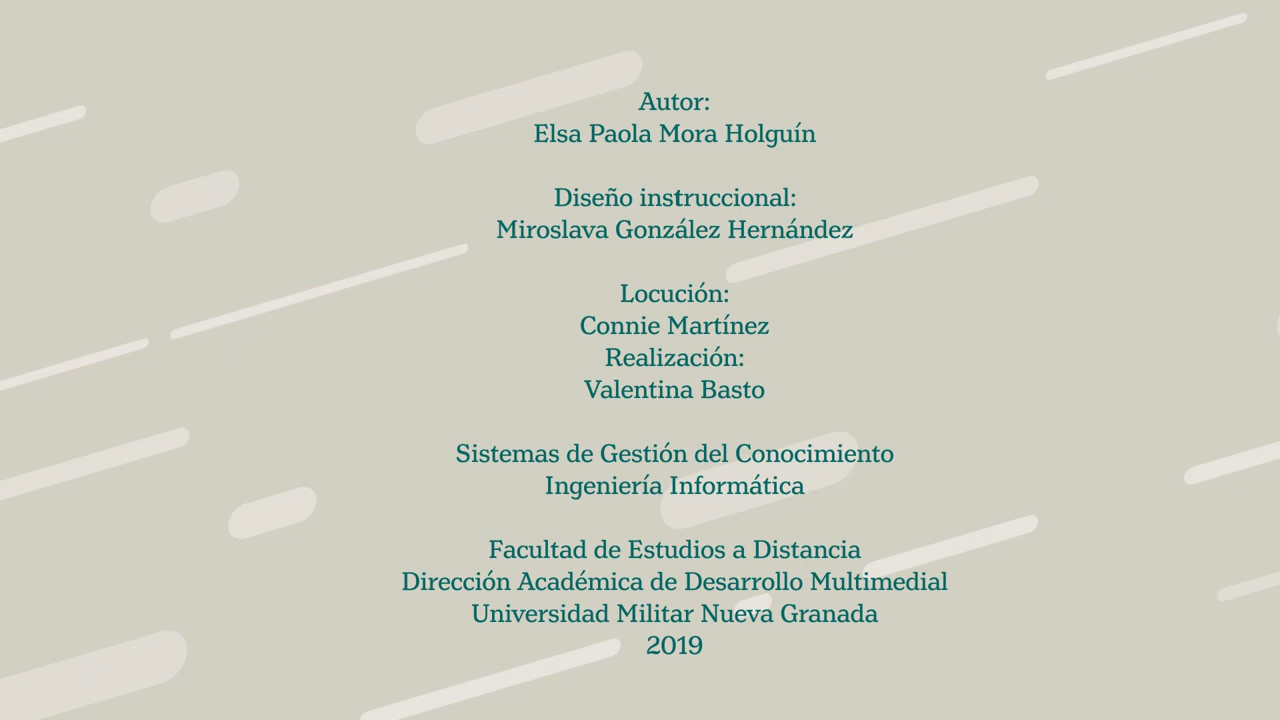 Autor:
Elsa Paola Mora Holguín
Diseño instruccional:
Miroslava González Hernández
Locución:
Connie Martínez
Realización:
Valentina Basto
Sistemas de Gestión del Conocimiento
Ingeniería Informática
Facultad de Estudios a Distancia
Dirección Académica de Desarrollo Multimedial
Universidad Militar Nueva Granada
2019